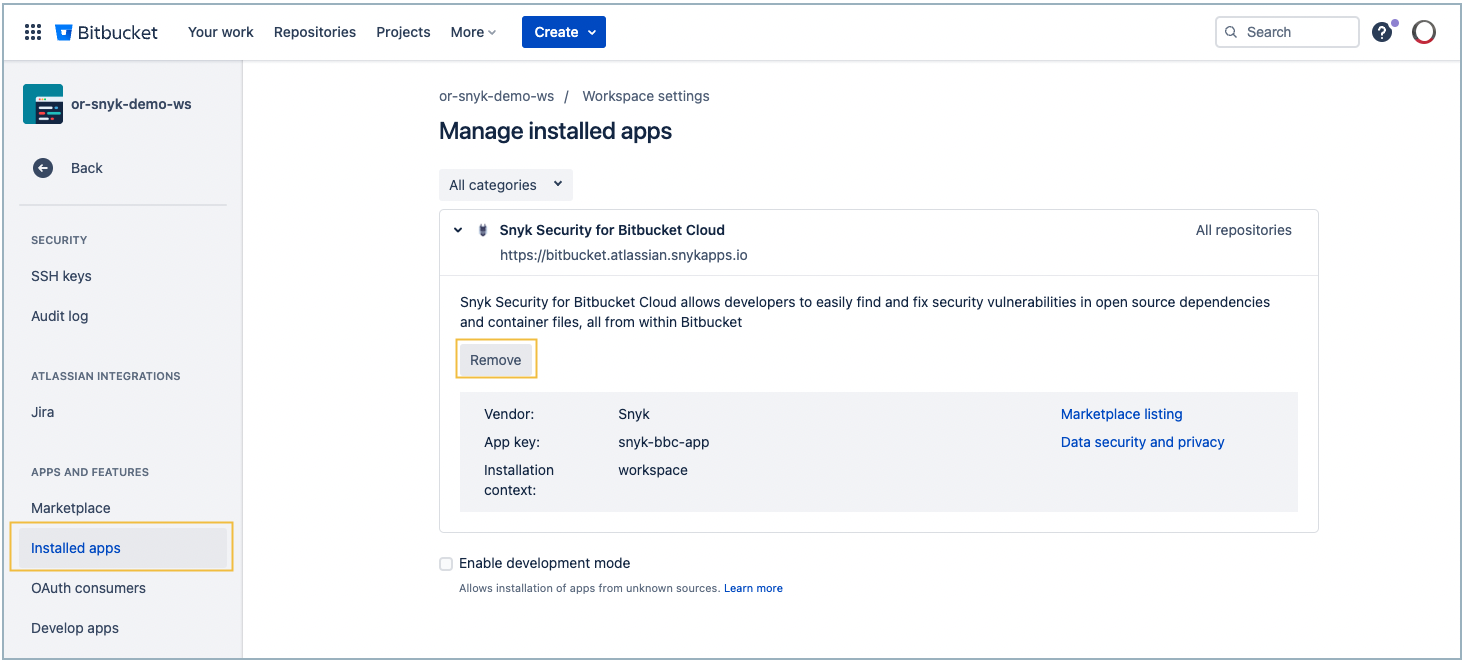 Bitbucket Your work Repositories Projects More Create Search ?
or-snyk-demo-ws
Back
SECURITY
SSH keys
Audit log
ATLASSIAN INTEGRATIONS
Jira
APPS AND FEATURES
Marketplace
Installed apps
OAuth consumers
Develop apps
or-snyk-demo-ws / Workspace settings
Manage installed apps
All categories
Snyk Security for Bitbucket Cloud All repositories
https://bitbucket.atlassian.snykapps.io
Snyk Security for Bitbucket Cloud allows developers to easily find and fix security vulnerabilities in open source dependencies
and container files, all from within Bitbucket
Remove
Vendor: Snyk Marketplace listing
App key: snyk-bbc-app Data security and privacy
Installation workspace
context:
Enable development mode
Allows installation of apps from unknown sources. Learn more